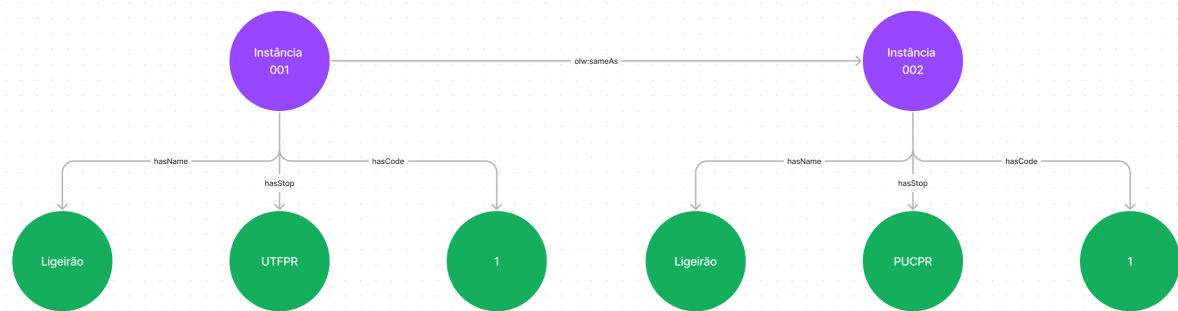 Instância
001
olw:sameAs
Instância
002
hasName
hasCode
hasStop
hasName
hasCode
hasStop
Ligeirão
UTFPR
1
Ligeirão
PUCPR
1